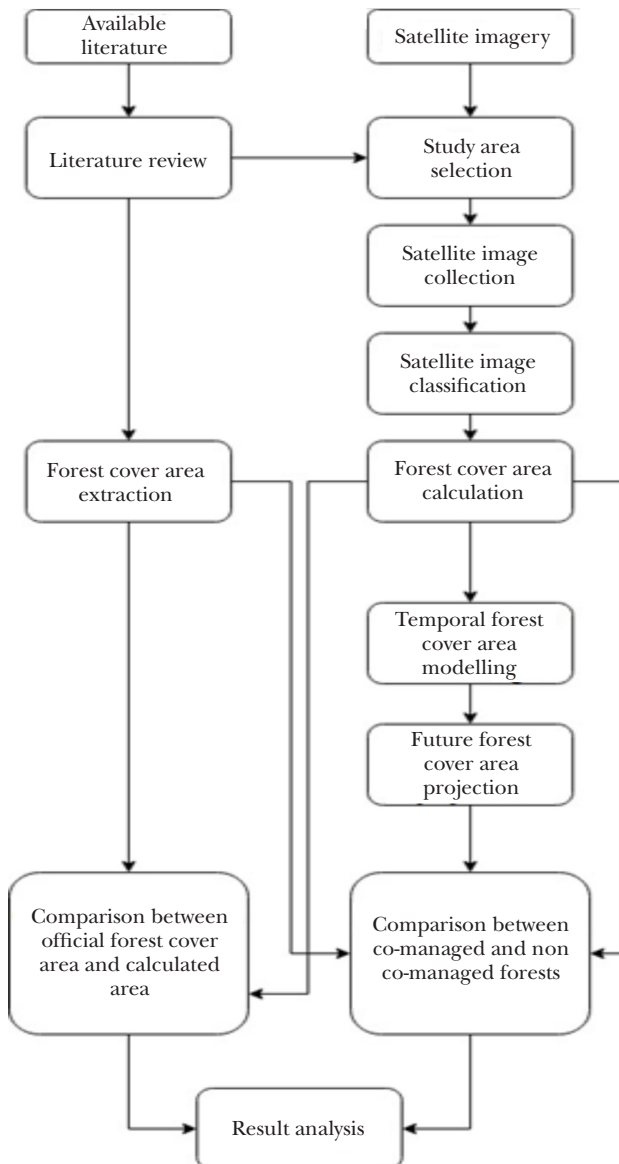 Available
literature
Satellite imagery
Literature review
Study area
selection
Satellite image
collection
Satellite image
classification
Forest cover area
extraction
Forest cover area
calculation
Temporal forest
cover area
modelling
Future forest
cover area
projection
Comparison between
official forest cover
area and calculated
area
Comparison between
co-managed and non
co-managed forests
Result analysis